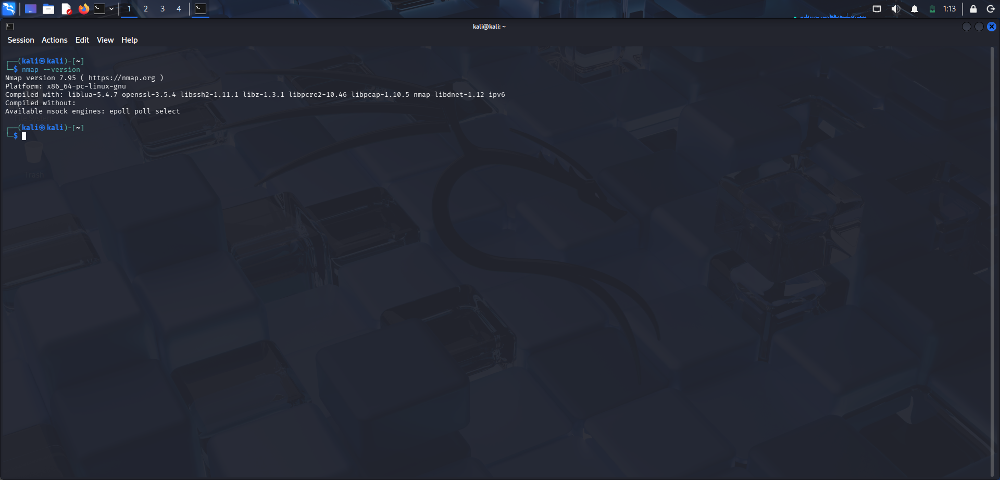 1 2 3 4 1:13
kali@kali: ~
Session Actions Edit View Help
┌──(kali㉿kali)-[~]
└─$ nmap --version
Nmap version 7.95 ( https://nmap.org )
Platform: x86_64-pc-linux-gnu
Compiled with: liblua-5.4.7 openssl-3.5.4 libssh2-1.11.1 libz-1.3.1 libpcre2-10.46 libpcap-1.10.5 nmap-libdnet-1.12 ipv6
Compiled without:
Available nsock engines: epoll poll select
File System
┌──(kali㉿kali)-[~]
└─$
Trash